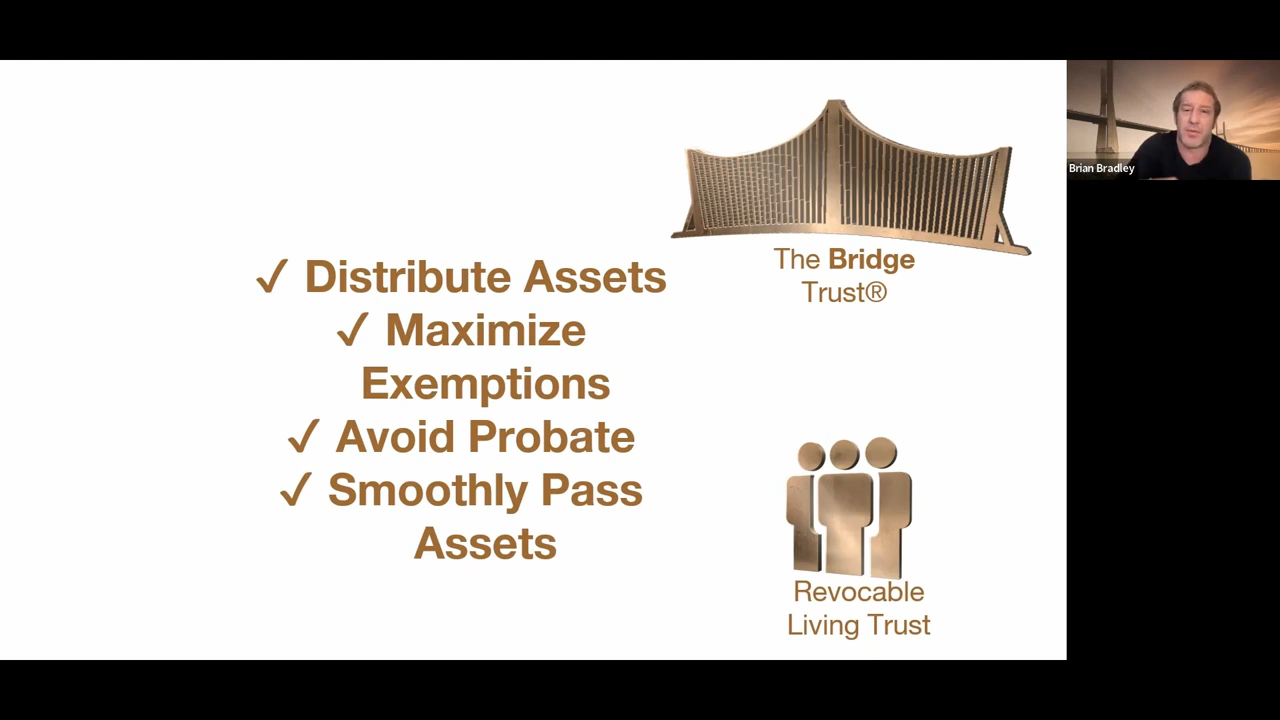 ✓ Distribute Assets
✓ Maximize
Exemptions
✓ Avoid Probate
✓ Smoothly Pass
Assets
The Bridge
Trust®
Revocable
Living Trust
Brian Bradley